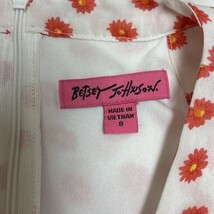 BETSEY JOHNSON.
MADE IN
VIETNAM
8